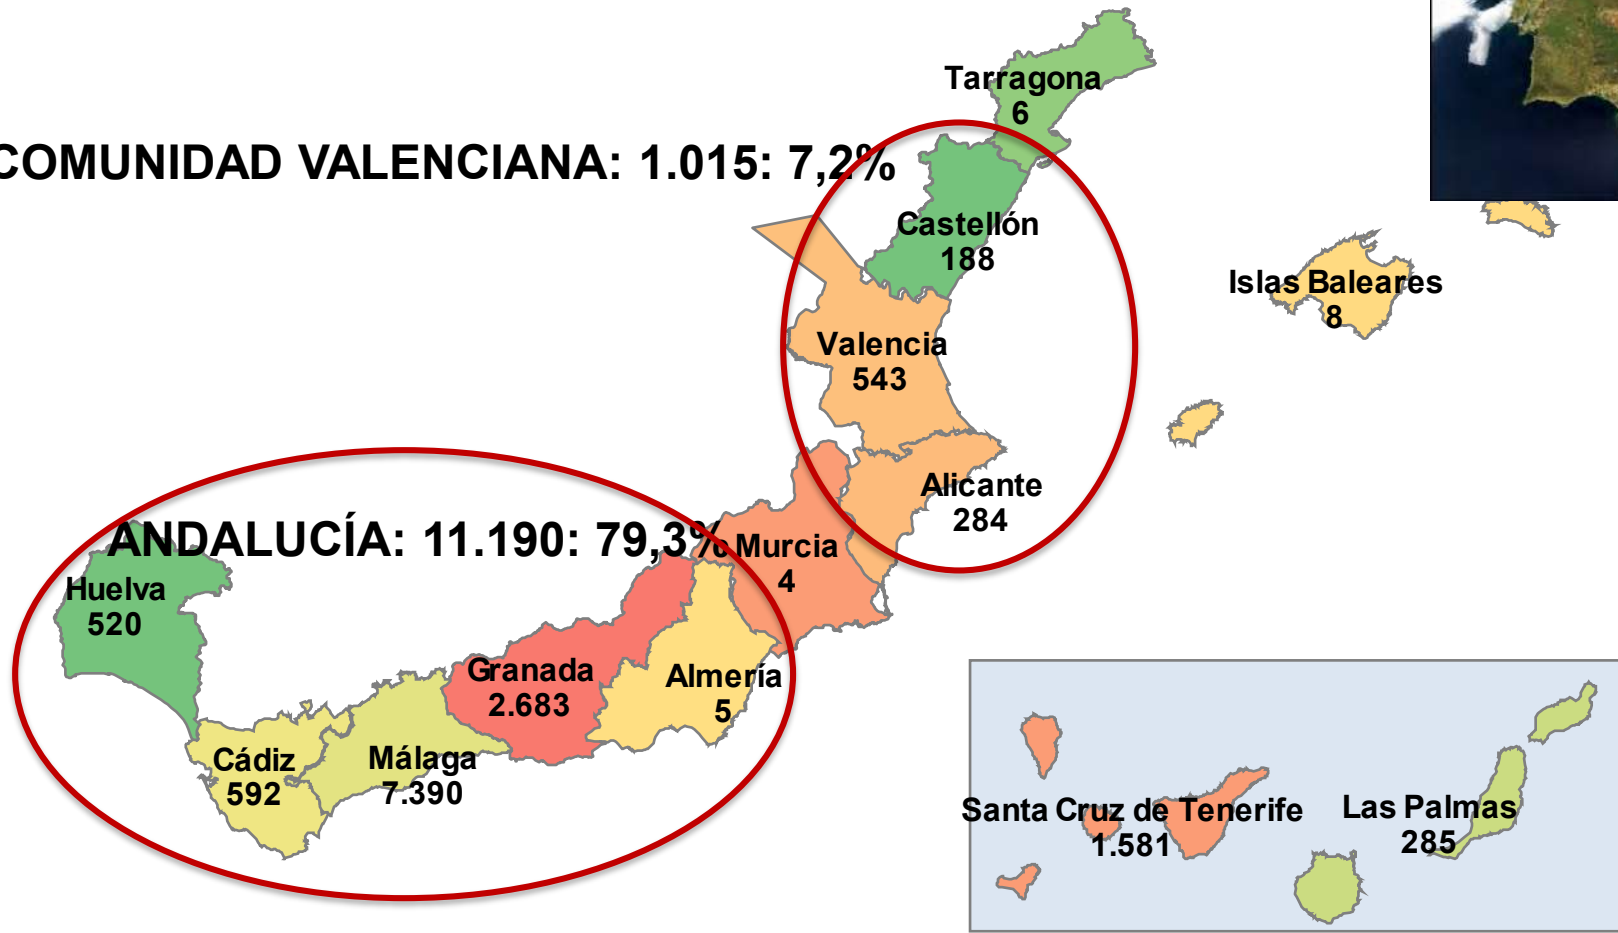 Tarragona
6
COMUNIDAD VALENCIANA: 1.015: 7,2%
Castellón
188
Islas Baleares
8
Valencia
543
Alicante
284
ANDALUCÍA: 11.190: 79,3%
Murcia
4
Huelva
520
Granada
2.683
Almería
5
Cádiz
592
Málaga
7.390
Santa Cruz de Tenerife
1.581
Las Palmas
285